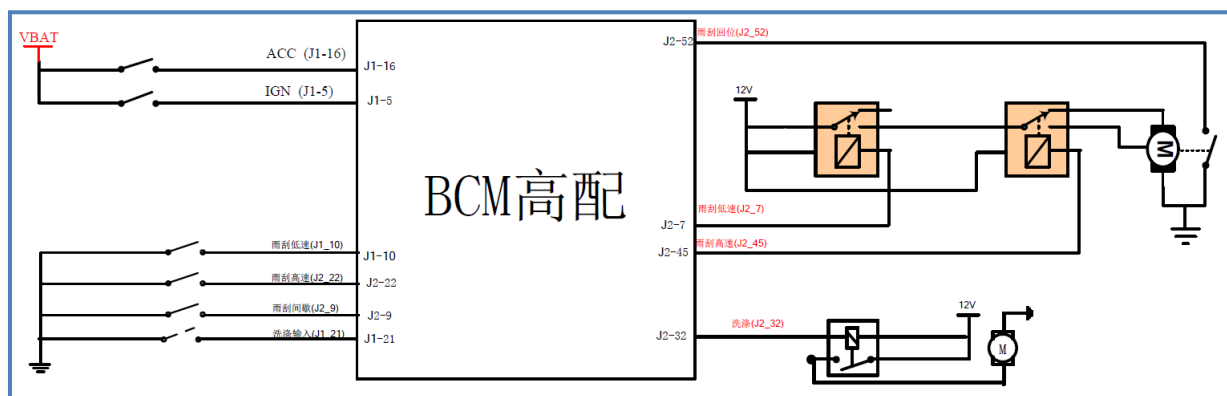 VBAT
ACC (J1-16)
J1-16
IGN (J1-5)
J1-5
BCM高配
雨刮低速(J1_10)
J1-10
雨刮高速(J2_22)
J2-22
雨刮间歇(J2_9)
J2-9
洗涤输入(J1_21)
J1-21
雨刮回位(J2_52)
J2-52
12V
M
雨刮低速(J2_7)
J2-7
雨刮高速(J2_45)
J2-45
洗涤(J2_32)
J2-32
12V
M